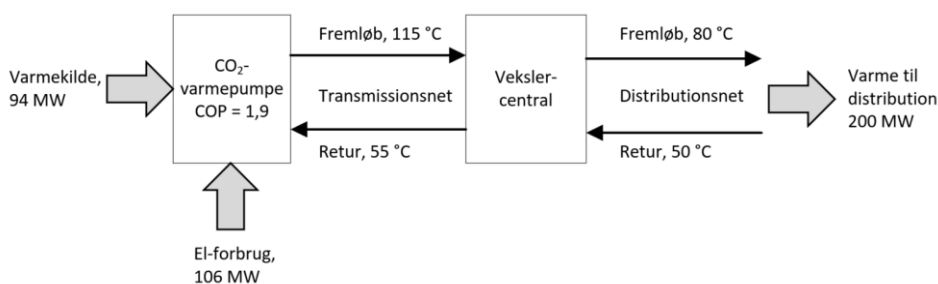 Varmekilde,
94 MW
CO₂-
varmepumpe
COP = 1,9
El-forbrug,
106 MW
Fremløb, 115 °C
Transmissionsnet
Retur, 55 °C
Veksler-
central
Fremløb, 80 °C
Distributionsnet
Retur, 50 °C
Varme til
distribution
200 MW